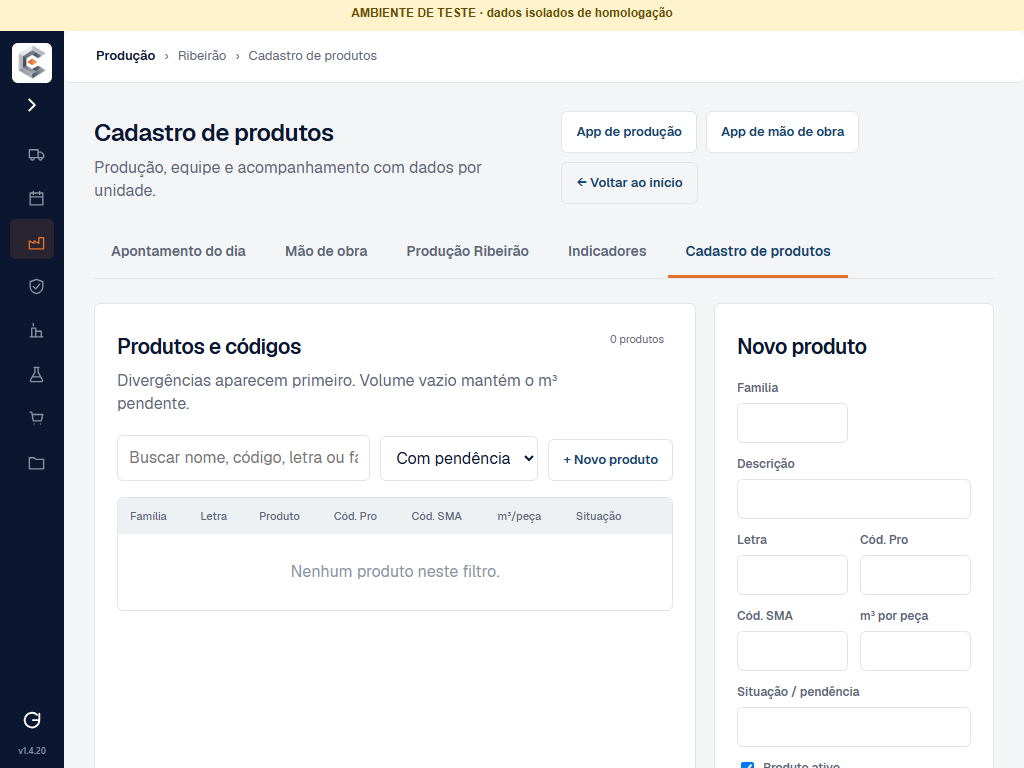 AMBIENTE DE TESTE · dados isolados de homologação
Produção › Ribeirão › Cadastro de produtos
Cadastro de produtos
Produção, equipe e acompanhamento com dados por
unidade.
App de produção
App de mão de obra
← Voltar ao início
Apontamento do dia
Mão de obra
Produção Ribeirão
Indicadores
Cadastro de produtos
Produtos e códigos
0 produtos
Divergências aparecem primeiro. Volume vazio mantém o m³
pendente.
Buscar nome, código, letra ou fa
Com pendência
+ Novo produto
Família Letra Produto Cód. Pro Cód. SMA m³/peça Situação
Nenhum produto neste filtro.
Novo produto
Família
Descrição
Letra Cód. Pro
Cód. SMA m³ por peça
Situação / pendência
Produto ativo
v1.4.20